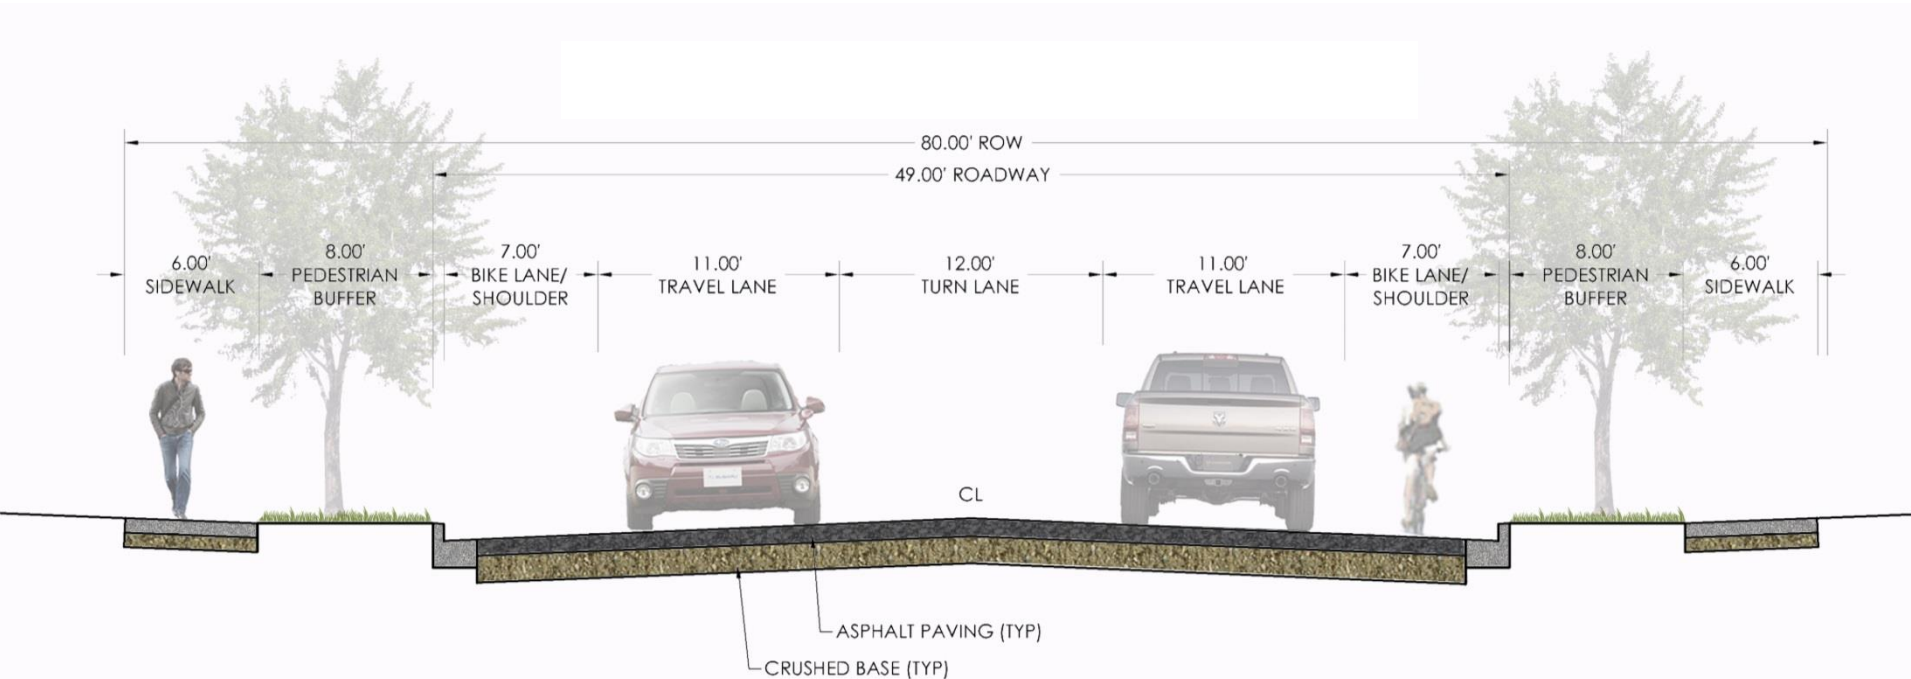 80.00' ROW
49.00' ROADWAY
6.00'
SIDEWALK
8.00'
PEDESTRIAN
BUFFER
7.00'
BIKE LANE/
SHOULDER
11.00'
TRAVEL LANE
12.00'
TURN LANE
11.00'
TRAVEL LANE
7.00'
BIKE LANE/
SHOULDER
8.00'
PEDESTRIAN
BUFFER
6.00'
SIDEWALK
CL
ASPHALT PAVING (TYP)
CRUSHED BASE (TYP)